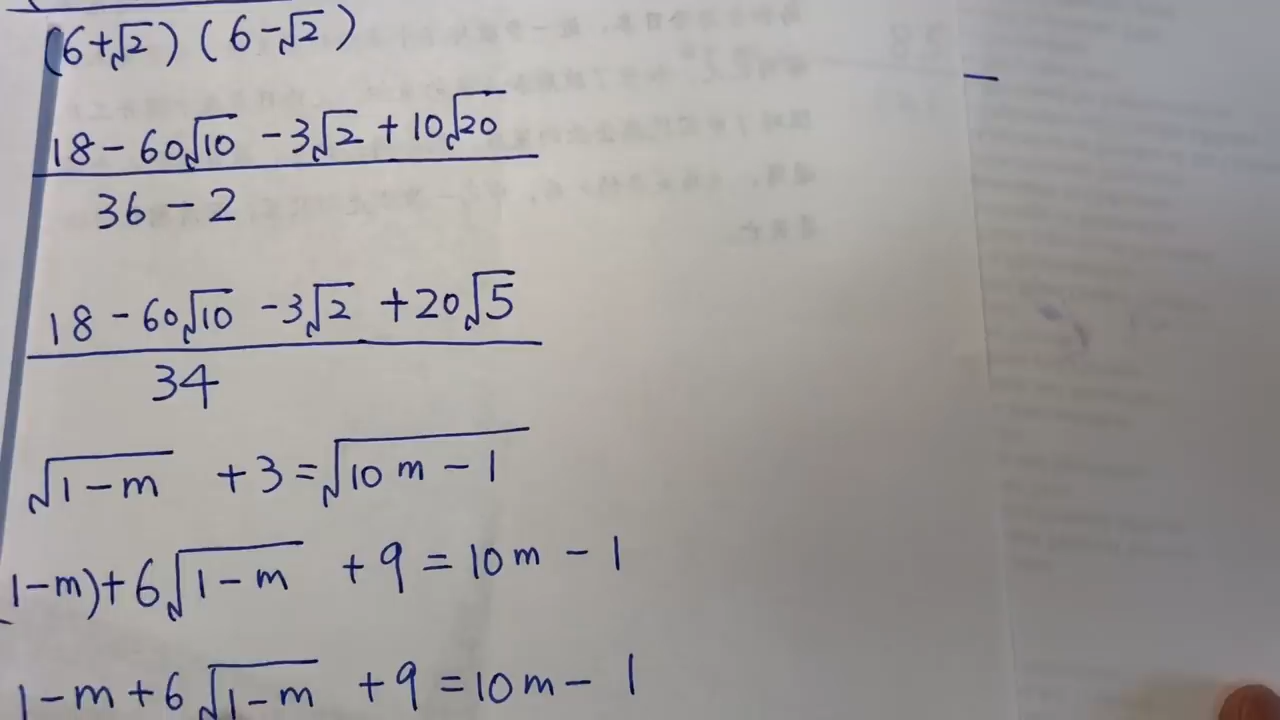 (6+√2) (6-√2)
18 - 60√10 - 3√2 + 10√20
36 - 2
18 - 60√10 - 3√2 + 20√5
34
√1-m + 3 = √10m - 1
1-m) + 6√1-m + 9 = 10m - 1
1-m + 6√1-m + 9 = 10m - 1